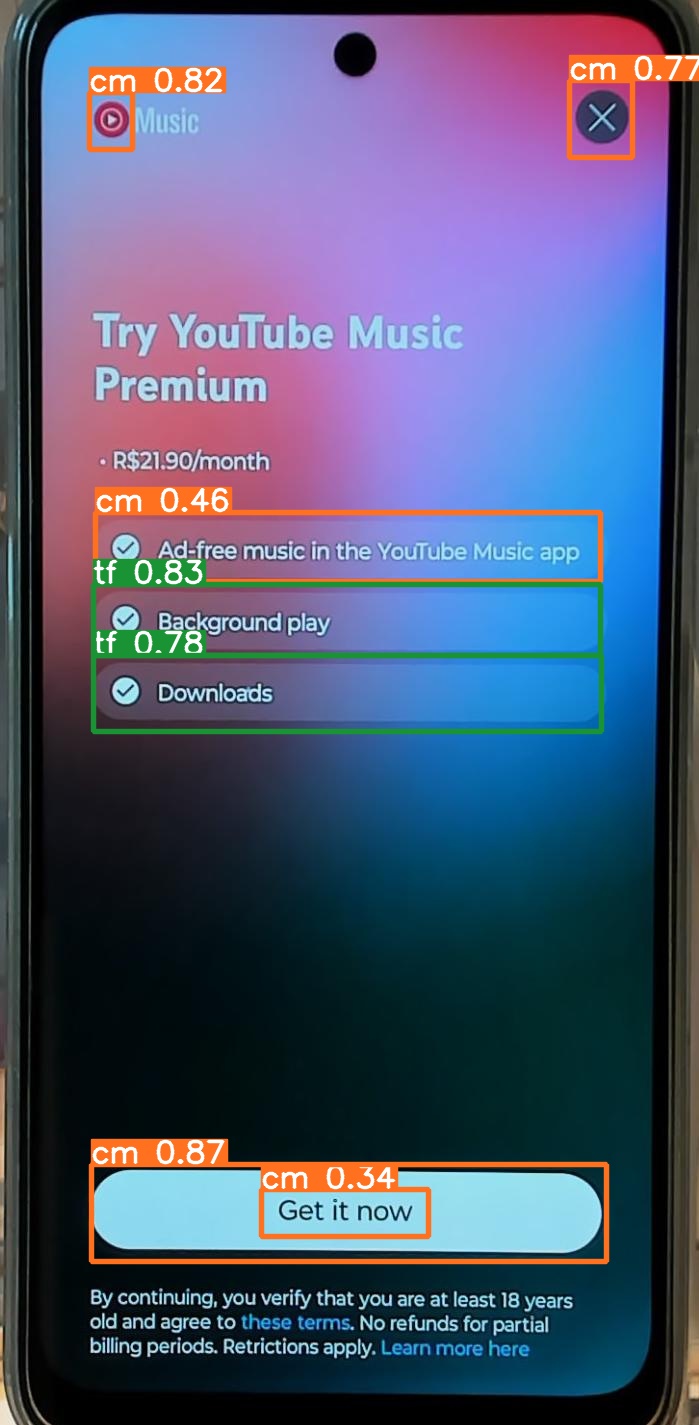 cm 0.82
cm 0.77
Music
Try YouTube Music
Premium
· R$21.90/month
cm 0.46
Ad-free music in the YouTube Music app
tf 0.83
Background play
tf 0.78
Downloads
cm 0.87
cm 0.34
Get it now
By continuing, you verify that you are at least 18 years
old and agree to these terms. No refunds for partial
billing periods. Retrictions apply. Learn more here